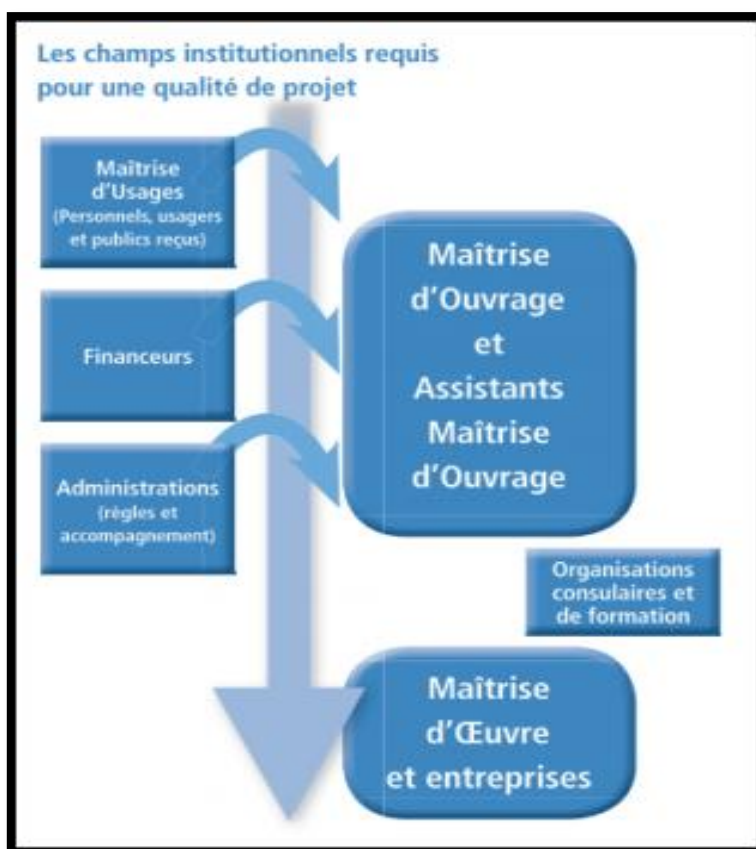 Les champs institutionnels requis
pour une qualité de projet
Maîtrise
d'Usages
(Personnels, usagers
et publics reçus)
Financeurs
Administrations
(règles et
accompagnement)
Maîtrise
d'Ouvrage
et
Assistants
Maîtrise
d'Ouvrage
Organisations
consulaires et
de formation
Maîtrise
d'Œuvre
et entreprises